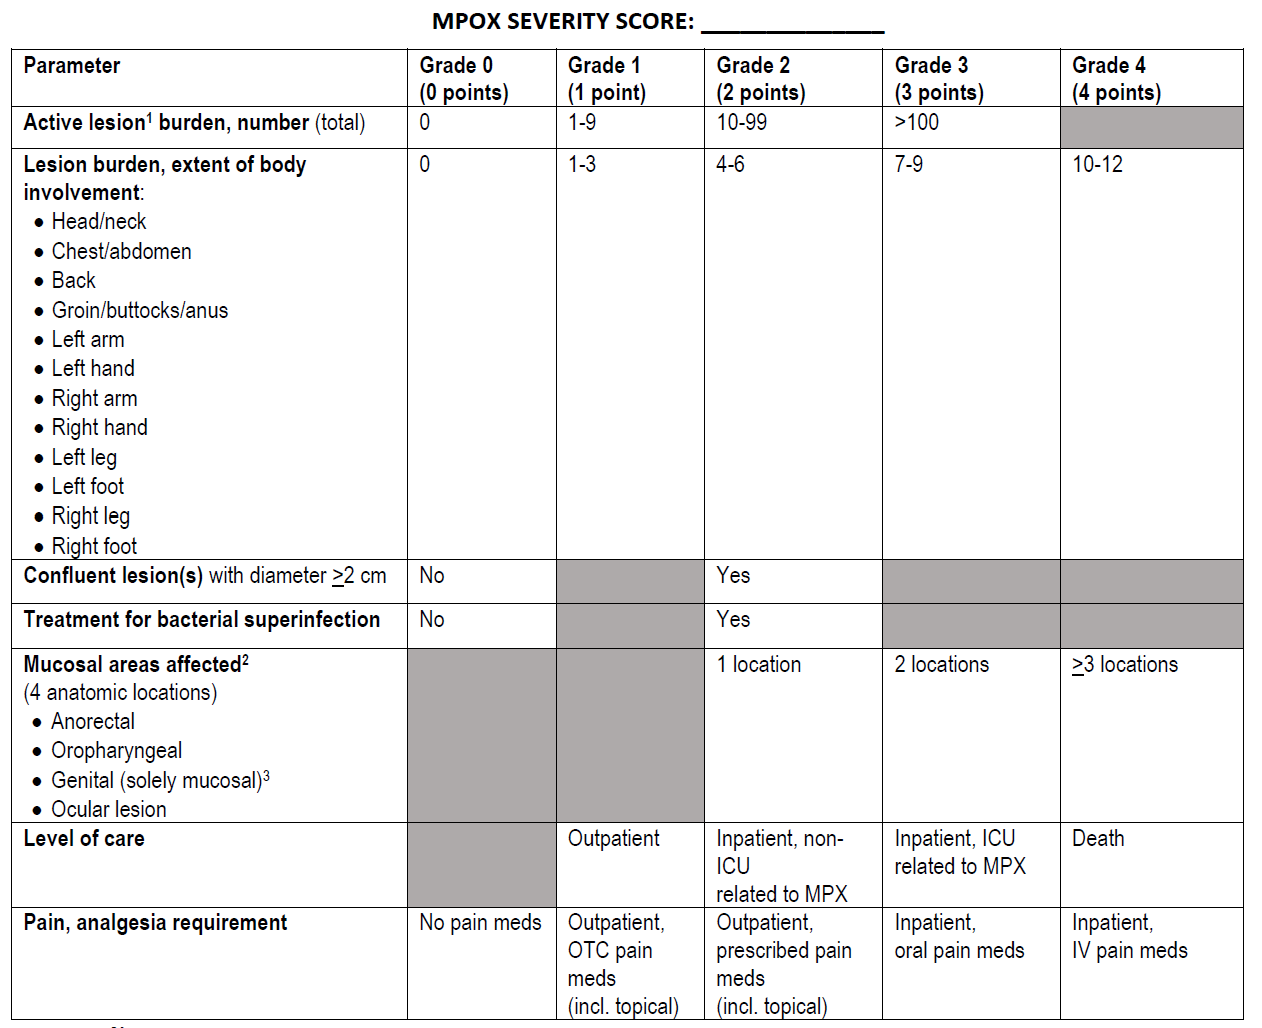 MPOX SEVERITY SCORE: _______________
Parameter
Grade 0
(0 points)
Grade 1
(1 point)
Grade 2
(2 points)
Grade 3
(3 points)
Grade 4
(4 points)
Active lesion¹ burden, number (total)
0
1-9
10-99
>100
Lesion burden, extent of body
involvement:
● Head/neck
● Chest/abdomen
● Back
● Groin/buttocks/anus
● Left arm
● Left hand
● Right arm
● Right hand
● Left leg
● Left foot
● Right leg
● Right foot
0
1-3
4-6
7-9
10-12
Confluent lesion(s) with diameter ≥2 cm
No
Yes
Treatment for bacterial superinfection
No
Yes
Mucosal areas affected²
(4 anatomic locations)
● Anorectal
● Oropharyngeal
● Genital (solely mucosal)³
● Ocular lesion
1 location
2 locations
≥3 locations
Level of care
Outpatient
Inpatient, non-
ICU
related to MPX
Inpatient, ICU
related to MPX
Death
Pain, analgesia requirement
No pain meds
Outpatient,
OTC pain
meds
(incl. topical)
Outpatient,
prescribed pain
meds
(incl. topical)
Inpatient,
oral pain meds
Inpatient,
IV pain meds